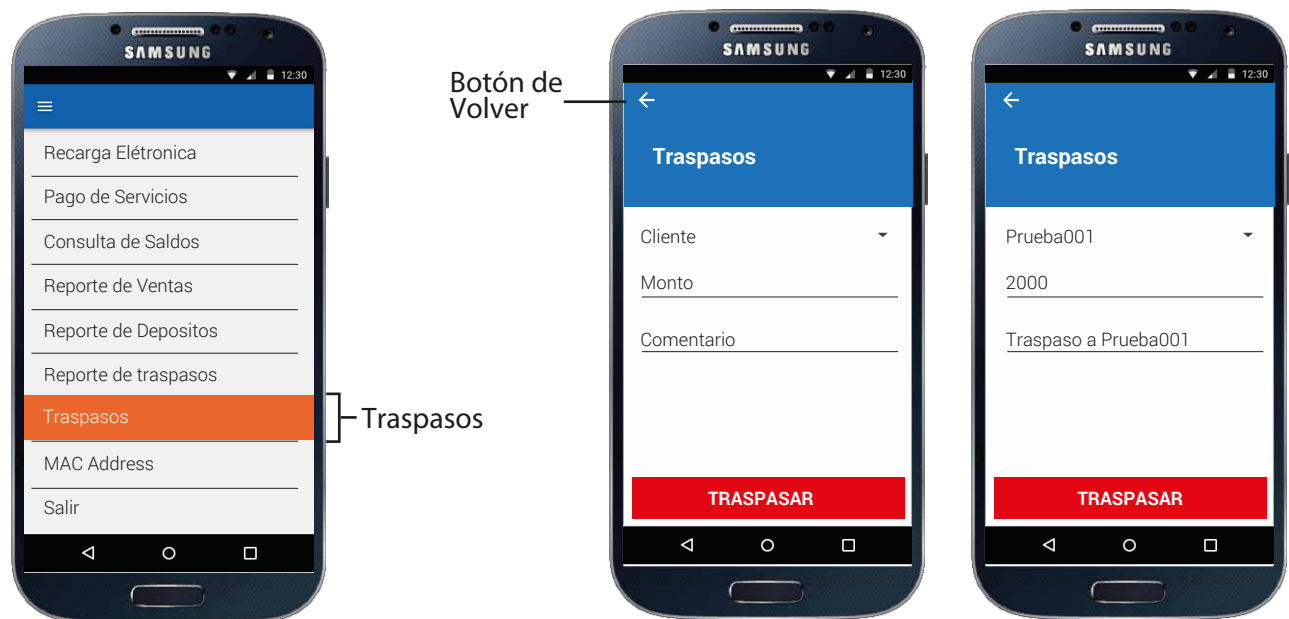 SAMSUNG
12:30
Recarga Elétronica
Pago de Servicios
Consulta de Saldos
Reporte de Ventas
Reporte de Depositos
Reporte de traspasos
Traspasos
MAC Address
Salir
Traspasos
Botón de
Volver
SAMSUNG
12:30
Traspasos
Cliente
Monto
Comentario
TRASPASAR
SAMSUNG
12:30
Traspasos
Prueba001
2000
Traspaso a Prueba001
TRASPASAR